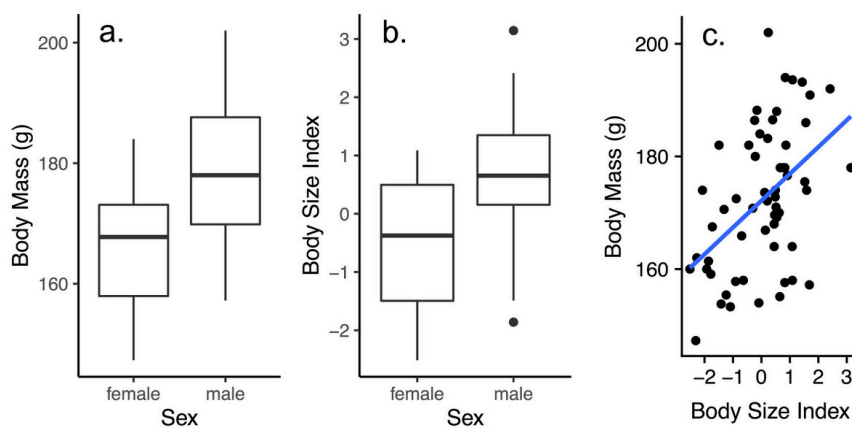 a.
Body Mass (g)
200
180
160
female male
Sex
b.
Body Size Index
3
2
1
0
−1
−2
female male
Sex
c.
Body Mass (g)
200
180
160
−2 −1 0 1 2 3
Body Size Index